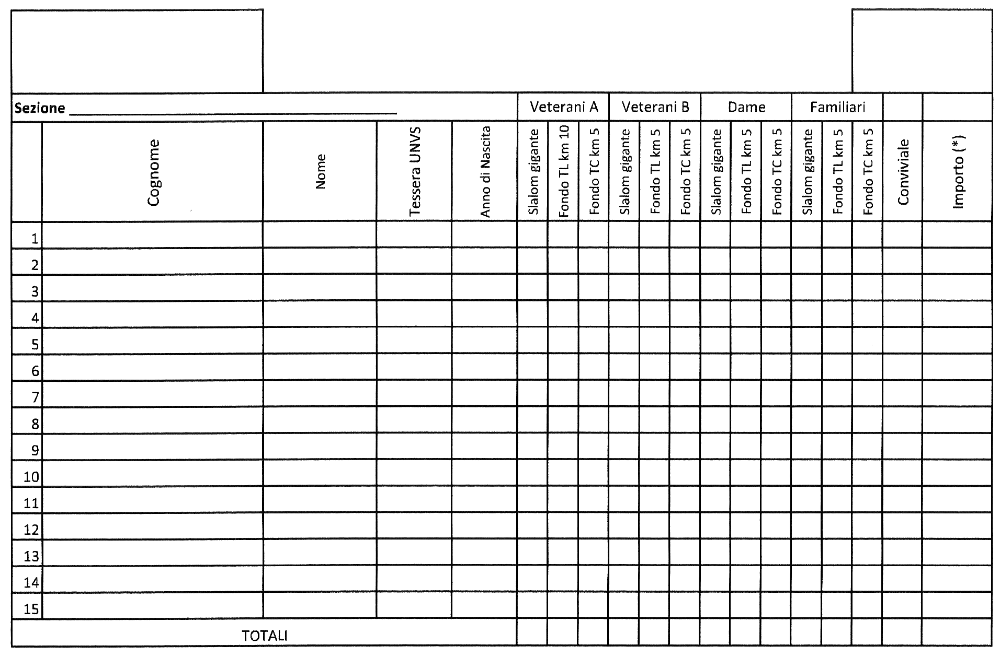 Sezione
Veterani A
Veterani B
Dame
Familiari
Cognome
Nome
Tessera UNVS
Anno di Nascita
Slalom gigante
Fondo TL km 10
Fondo TC km 5
Slalom gigante
Fondo TL km 5
Fondo TC km 5
Slalom gigante
Fondo TL km 5
Fondo TC km 5
Slalom gigante
Fondo TL km 5
Fondo TC km 5
Conviviale
Importo (*)
1
2
3
4
5
6
7
8
9
10
11
12
13
14
15
TOTALI